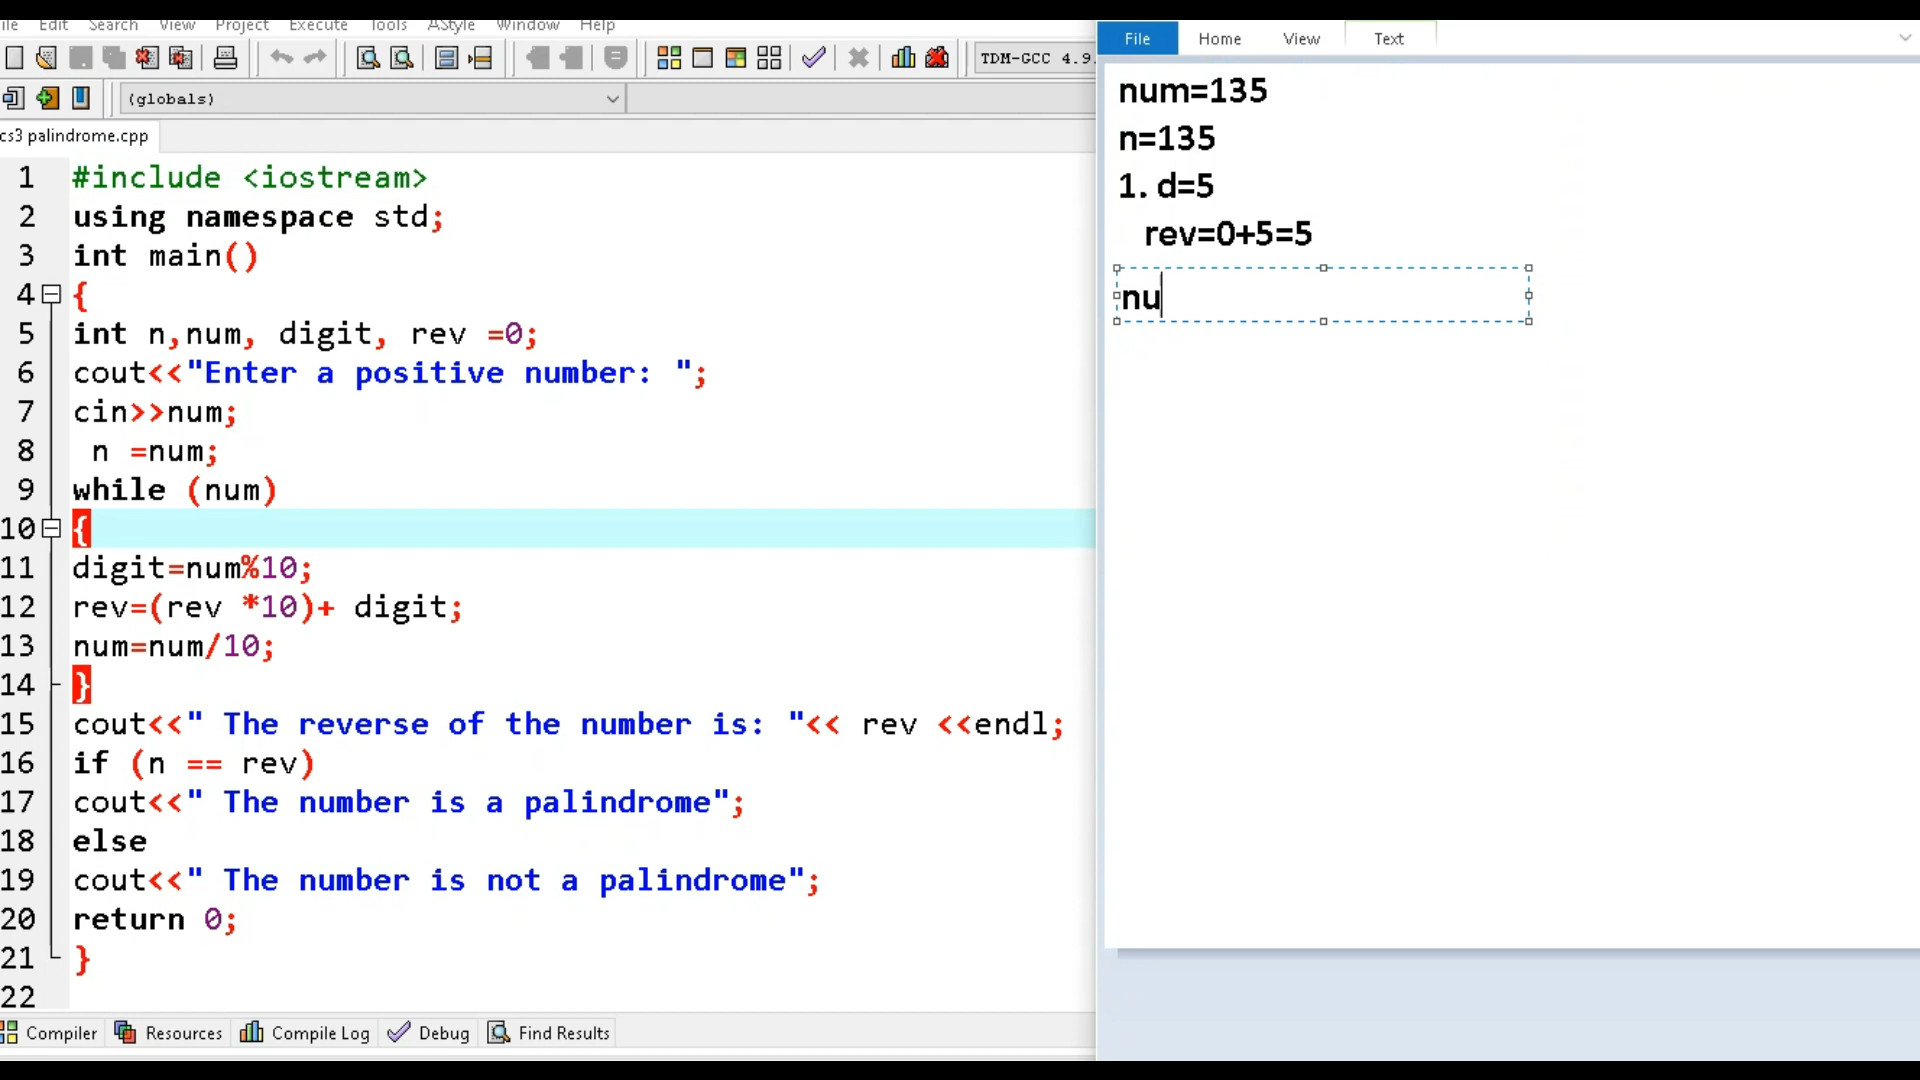 ile Edit Search View Project Execute Tools AStyle Window Help
TDM-GCC 4.9.
(globals)
cs3 palindrome.cpp
1 #include <iostream>
2 using namespace std;
3 int main()
4 {
5 int n,num, digit, rev =0;
6 cout<<"Enter a positive number: ";
7 cin>>num;
8 n =num;
9 while (num)
10 {
11 digit=num%10;
12 rev=(rev *10)+ digit;
13 num=num/10;
14 }
15 cout<<" The reverse of the number is: "<< rev <<endl;
16 if (n == rev)
17 cout<<" The number is a palindrome";
18 else
19 cout<<" The number is not a palindrome";
20 return 0;
21 }
22
Compiler Resources Compile Log Debug Find Results
File Home View Text
num=135
n=135
1. d=5
rev=0+5=5
nu